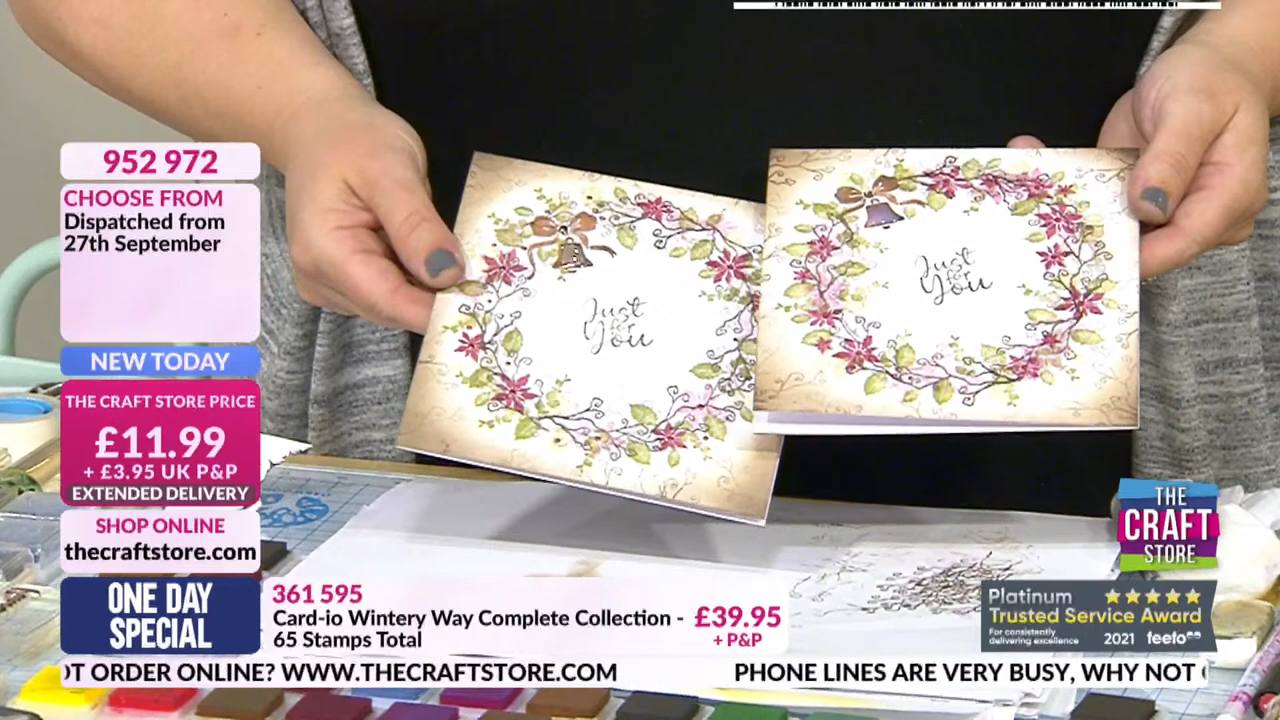 952 972
CHOOSE FROM
Dispatched from
27th September
NEW TODAY
THE CRAFT STORE PRICE
£11.99
+ £3.95 UK P&P
EXTENDED DELIVERY
SHOP ONLINE
thecraftstore.com
ONE DAY
SPECIAL
361 595
Card-io Wintery Way Complete Collection -
65 Stamps Total
£39.95
+ P&P
Just
for
You
Just
for
You
THE
CRAFT
STORE
Platinum
Trusted Service Award
For consistently
delivering excellence
2021 feefo
OT ORDER ONLINE? WWW.THECRAFTSTORE.COM
PHONE LINES ARE VERY BUSY, WHY NOT